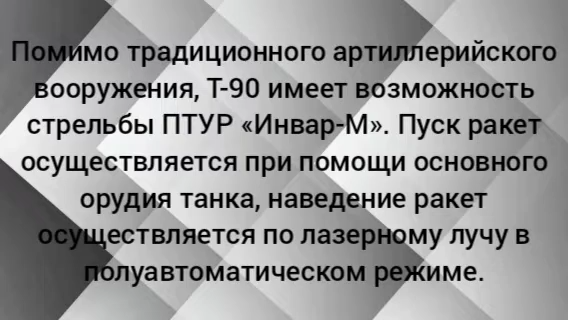 Помимо традиционного артиллерийского
вооружения, Т-90 имеет возможность
стрельбы ПТУР «Инвар-М». Пуск ракет
осуществляется при помощи основного
орудия танка, наведение ракет
осуществляется по лазерному лучу в
полуавтоматическом режиме.